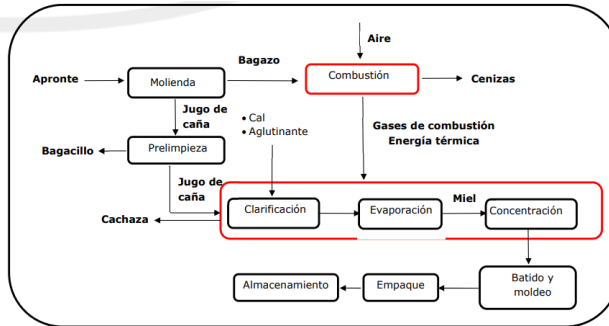 Aire
Bagazo
Apronte
Molienda
Combustión
Cenizas
Jugo de
caña
• Cal
• Aglutinante
Gases de combustión
Energía térmica
Bagacillo
Prelimpieza
Jugo de
caña
Cachaza
Clarificación
Evaporación
Miel
Concentración
Batido y
moldeo
Empaque
Almacenamiento